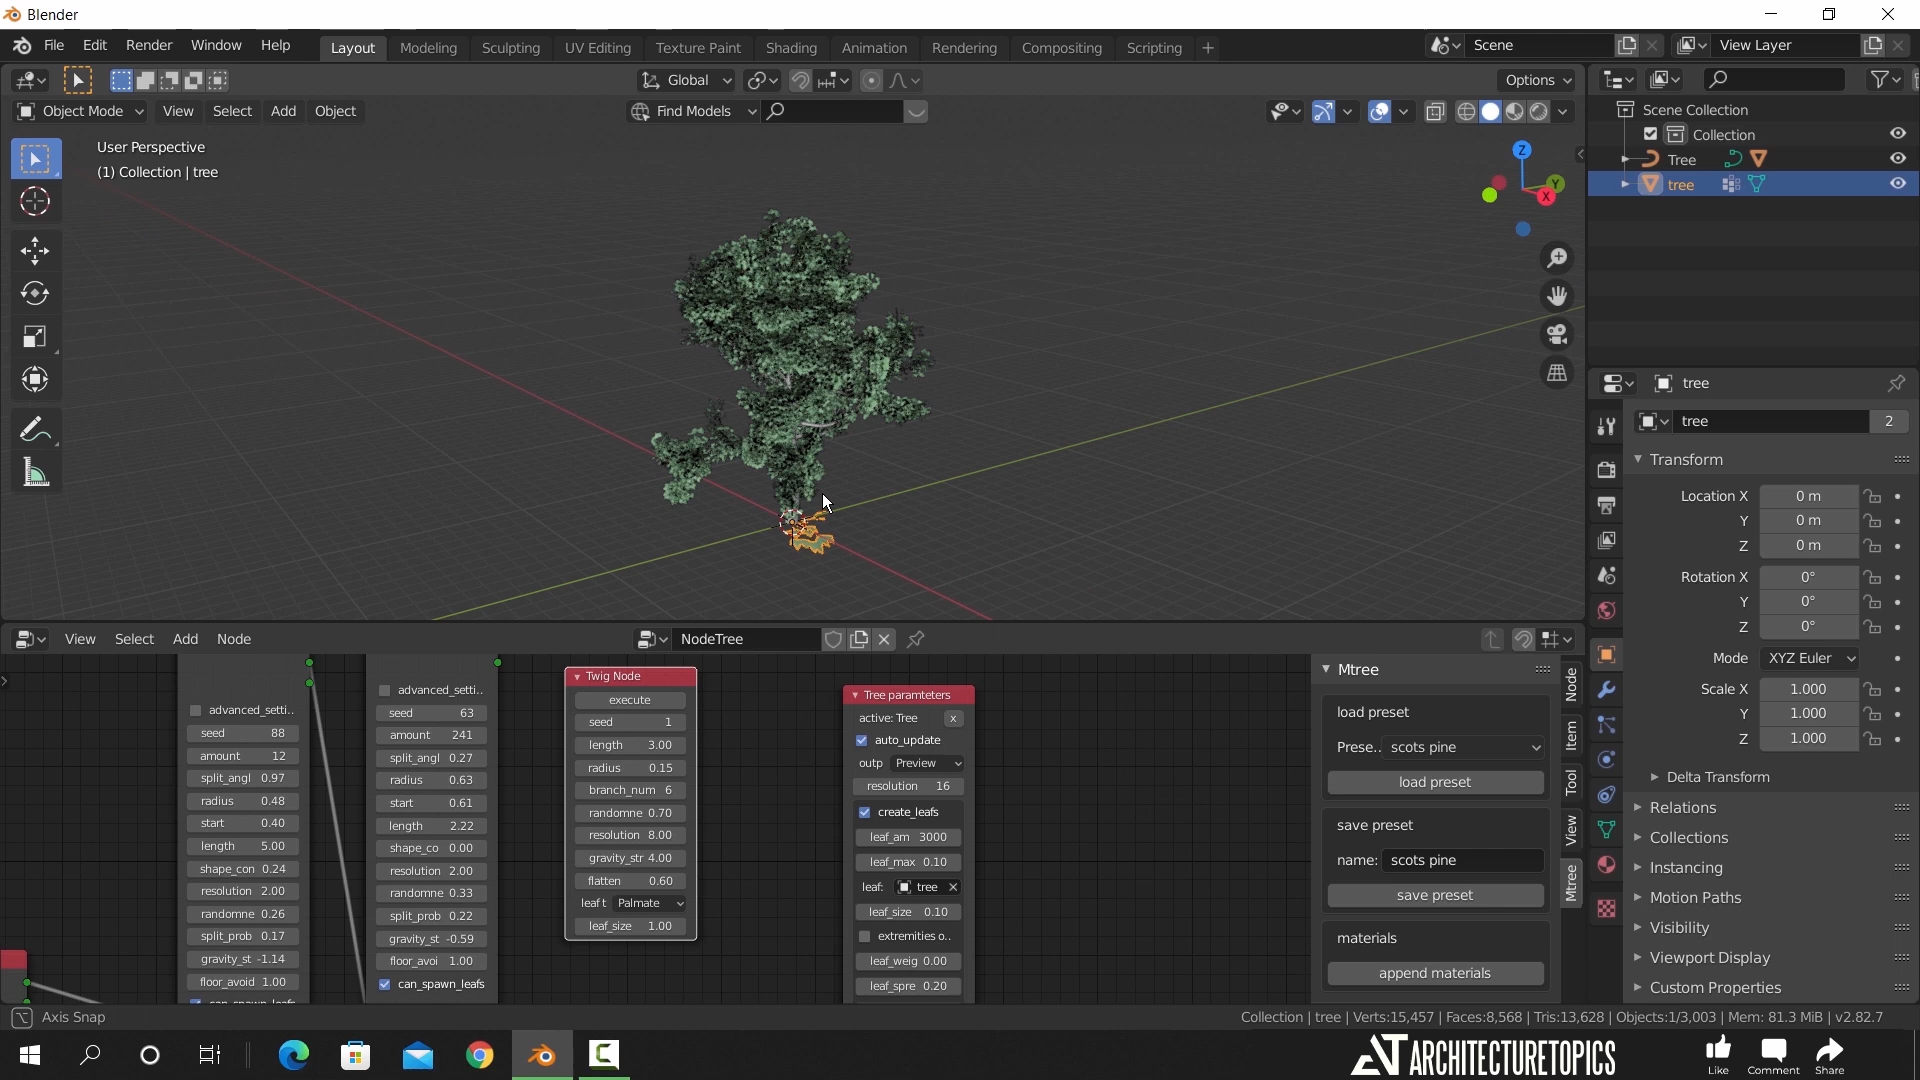 Blender
File Edit Render Window Help
Layout Modeling Sculpting UV Editing Texture Paint Shading Animation Rendering Compositing Scripting +
Scene View Layer
Global Options
Object Mode View Select Add Object Find Models
User Perspective
(1) Collection | tree
Z
Y
X
Scene Collection
Collection
Tree
tree
tree
tree 2
Transform
Location X 0 m
Y 0 m
Z 0 m
Rotation X 0°
Y 0°
Z 0°
Mode XYZ Euler
Scale X 1.000
Y 1.000
Z 1.000
Delta Transform
Relations
Collections
Instancing
Motion Paths
Visibility
Viewport Display
Custom Properties
View Select Add Node NodeTree
advanced_setti..
seed 88
amount 12
split_angl 0.97
radius 0.48
start 0.40
length 5.00
shape_con 0.24
resolution 2.00
randomne 0.26
split_prob 0.17
gravity_st -1.14
floor_avoid 1.00
can_spawn_leafs
advanced_setti..
seed 63
amount 241
split_angl 0.27
radius 0.63
start 0.61
length 2.22
shape_co 0.00
resolution 2.00
randomne 0.33
split_prob 0.22
gravity_st -0.59
floor_avoi 1.00
can_spawn_leafs
Twig Node
execute
seed 1
length 3.00
radius 0.15
branch_num 6
randomne 0.70
resolution 8.00
gravity_str 4.00
flatten 0.60
leaf t Palmate
leaf_size 1.00
Tree paramteters
active: Tree x
auto_update
outp Preview
resolution 16
create_leafs
leaf_am 3000
leaf_max 0.10
leaf: tree
leaf_size 0.10
extremities o..
leaf_weig 0.00
leaf_spre 0.20
Mtree
load preset
Prese.. scots pine
load preset
save preset
name: scots pine
save preset
materials
append materials
Node
Item
Tool
View
Mtree
Axis Snap
Collection | tree | Verts:15,457 | Faces:8,568 | Tris:13,628 | Objects:1/3,003 | Mem: 81.3 MiB | v2.82.7
ARCHITECTURETOPICS
Like Comment Share